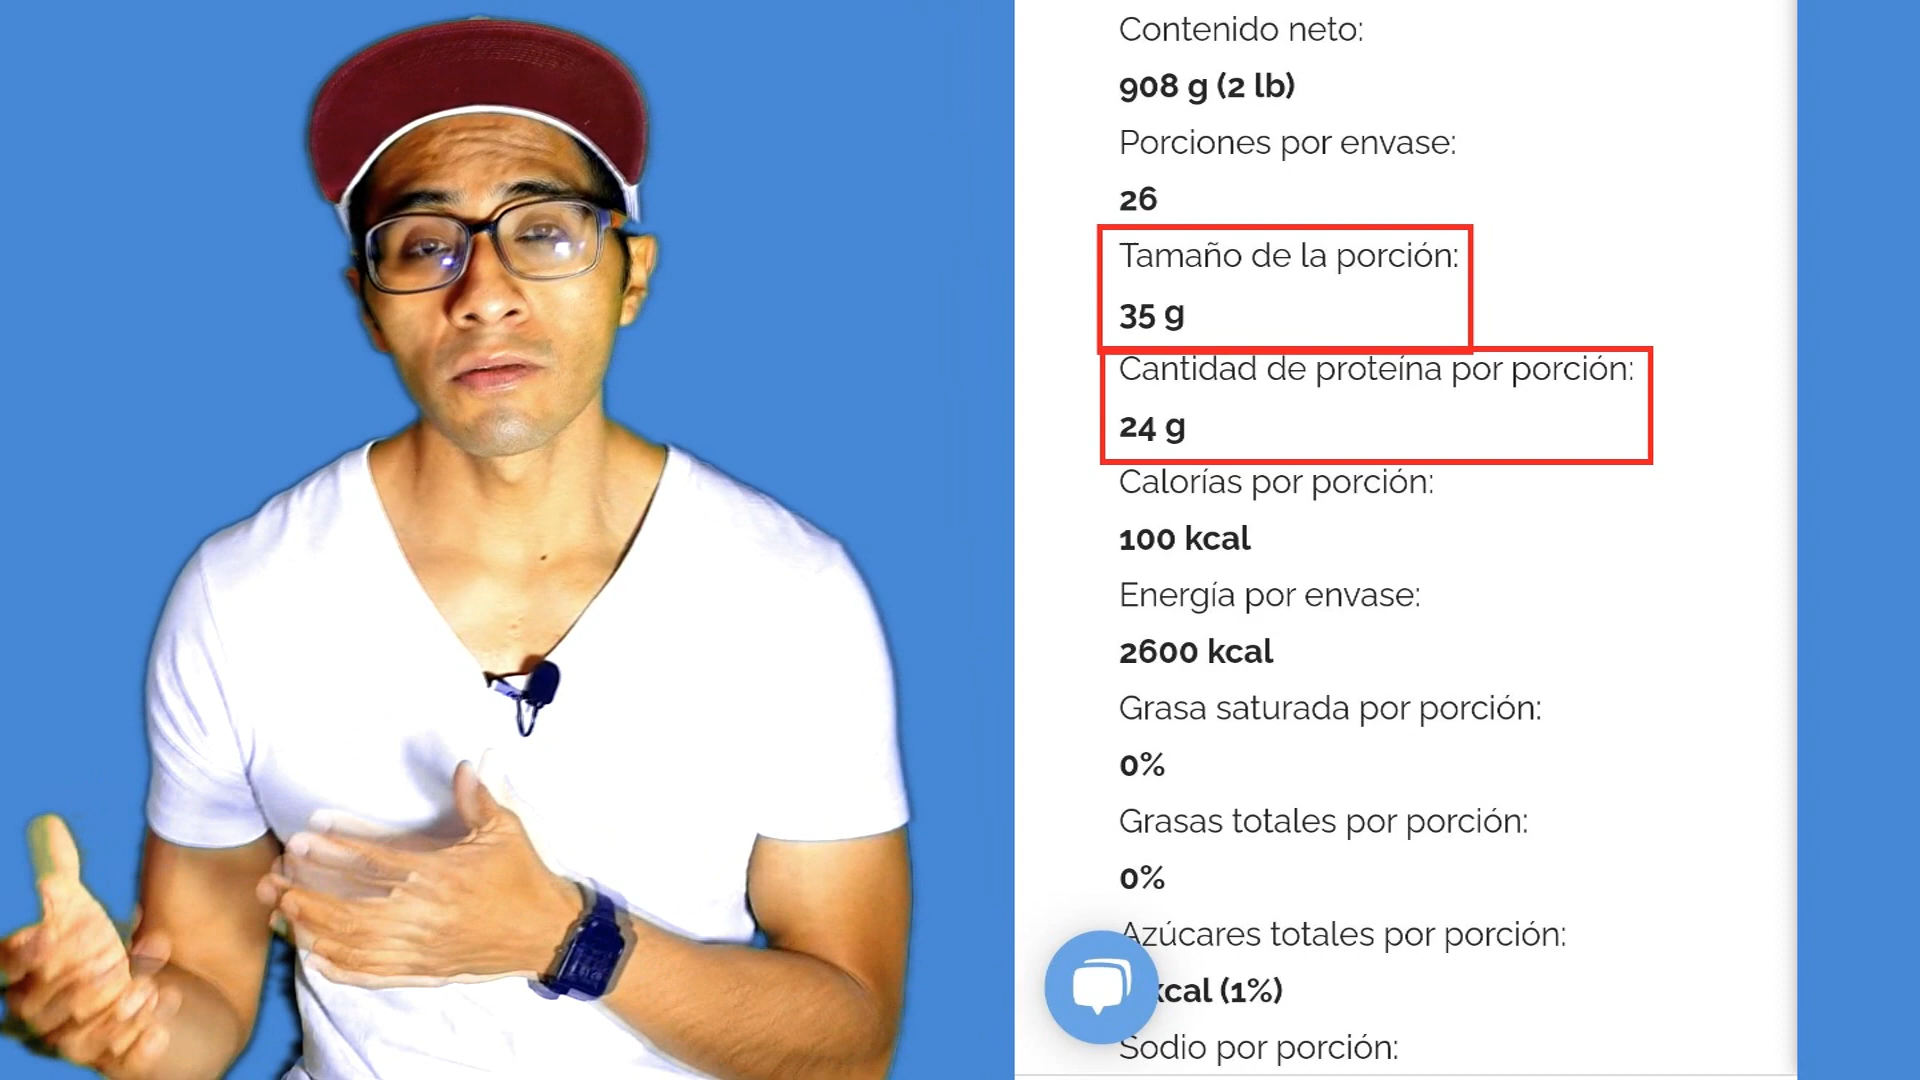 Contenido neto:
908 g (2 lb)
Porciones por envase:
26
Tamaño de la porción:
35 g
Cantidad de proteína por porción:
24 g
Calorías por porción:
100 kcal
Energía por envase:
2600 kcal
Grasa saturada por porción:
0%
Grasas totales por porción:
0%
Azúcares totales por porción:
kcal (1%)
Sodio por porción: